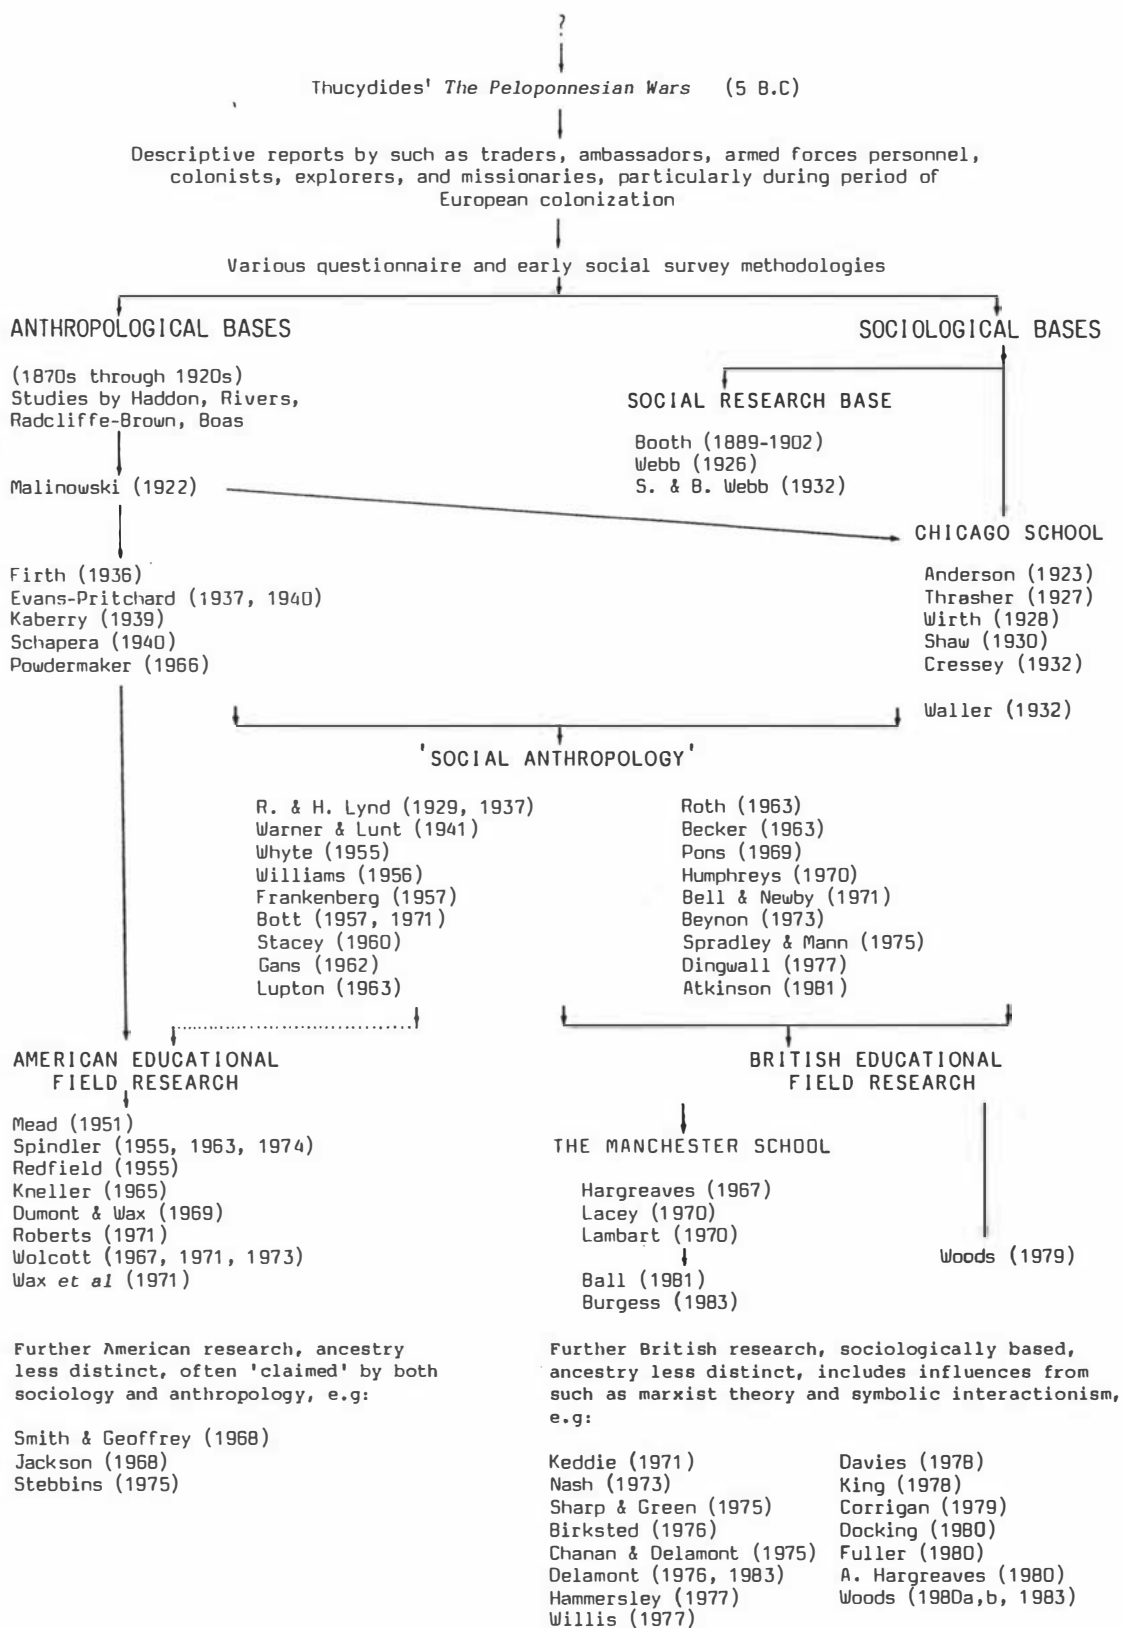 ?
Thucydides' The Peloponnesian Wars (5 B.C)
Descriptive reports by such as traders, ambassadors, armed forces personnel,
colonists, explorers, and missionaries, particularly during period of
European colonization
Various questionnaire and early social survey methodologies
ANTHROPOLOGICAL BASES
(1870s through 1920s)
Studies by Haddon, Rivers,
Radcliffe-Brown, Boas
Malinowski (1922)
Firth (1936)
Evans-Pritchard (1937, 1940)
Kaberry (1939)
Schapera (1940)
Powdermaker (1966)
SOCIOLOGICAL BASES
SOCIAL RESEARCH BASE
Booth (1889-1902)
Webb (1926)
S. & B. Webb (1932)
CHICAGO SCHOOL
Anderson (1923)
Thrasher (1927)
Wirth (1928)
Shaw (1930)
Cressey (1932)
Waller (1932)
'SOCIAL ANTHROPOLOGY'
R. & H. Lynd (1929, 1937)
Warner & Lunt (1941)
Whyte (1955)
Williams (1956)
Frankenberg (1957)
Bott (1957, 1971)
Stacey (1960)
Gans (1962)
Lupton (1963)
Roth (1963)
Becker (1963)
Pons (1969)
Humphreys (1970)
Bell & Newby (1971)
Beynon (1973)
Spradley & Mann (1975)
Dingwall (1977)
Atkinson (1981)
AMERICAN EDUCATIONAL
FIELD RESEARCH
Mead (1951)
Spindler (1955, 1963, 1974)
Redfield (1955)
Kneller (1965)
Dumont & Wax (1969)
Roberts (1971)
Wolcott (1967, 1971, 1973)
Wax et al (1971)
Further American research, ancestry
less distinct, often 'claimed' by both
sociology and anthropology, e.g:
Smith & Geoffrey (1968)
Jackson (1968)
Stebbins (1975)
BRITISH EDUCATIONAL
FIELD RESEARCH
THE MANCHESTER SCHOOL
Hargreaves (1967)
Lacey (1970)
Lambart (1970)
Ball (1981)
Burgess (1983)
Woods (1979)
Further British research, sociologically based,
ancestry less distinct, includes influences from
such as marxist theory and symbolic interactionism,
e.g:
Keddie (1971)
Nash (1973)
Sharp & Green (1975)
Birksted (1976)
Chanan & Delamont (1975)
Delamont (1976, 1983)
Hammersley (1977)
Willis (1977)
Davies (1978)
King (1978)
Corrigan (1979)
Docking (1980)
Fuller (1980)
A. Hargreaves (1980)
Woods (1980a,b, 1983)